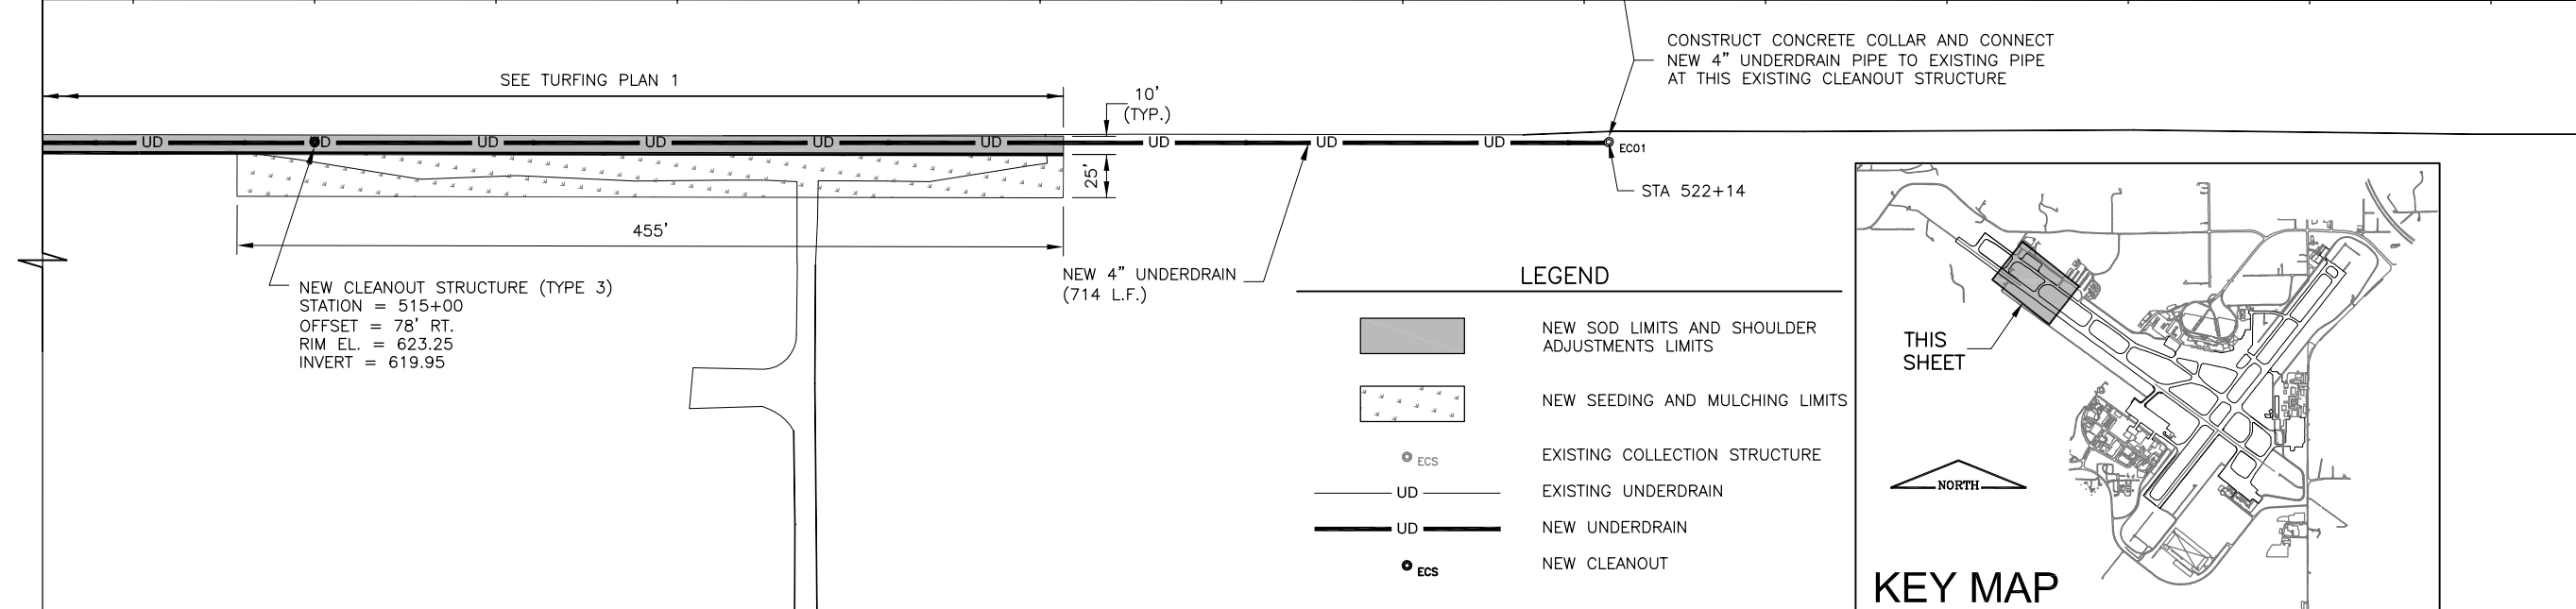 CONSTRUCT CONCRETE COLLAR AND CONNECT
NEW 4” UNDERDRAIN PIPE TO EXISTING PIPE
AT THIS EXISTING CLEANOUT STRUCTURE
SEE TURFING PLAN 1
10'
(TYP.)
UD UD UD UD UD UD UD UD UD
ECO1
25'
STA 522+14
455'
NEW CLEANOUT STRUCTURE (TYPE 3)
STATION = 515+00
OFFSET = 78' RT.
RIM EL. = 623.25
INVERT = 619.95
NEW 4” UNDERDRAIN
(714 L.F.)
LEGEND
NEW SOD LIMITS AND SHOULDER
ADJUSTMENTS LIMITS
NEW SEEDING AND MULCHING LIMITS
ECS
EXISTING COLLECTION STRUCTURE
UD
EXISTING UNDERDRAIN
UD
NEW UNDERDRAIN
ECS
NEW CLEANOUT
THIS
SHEET
NORTH
KEY MAP